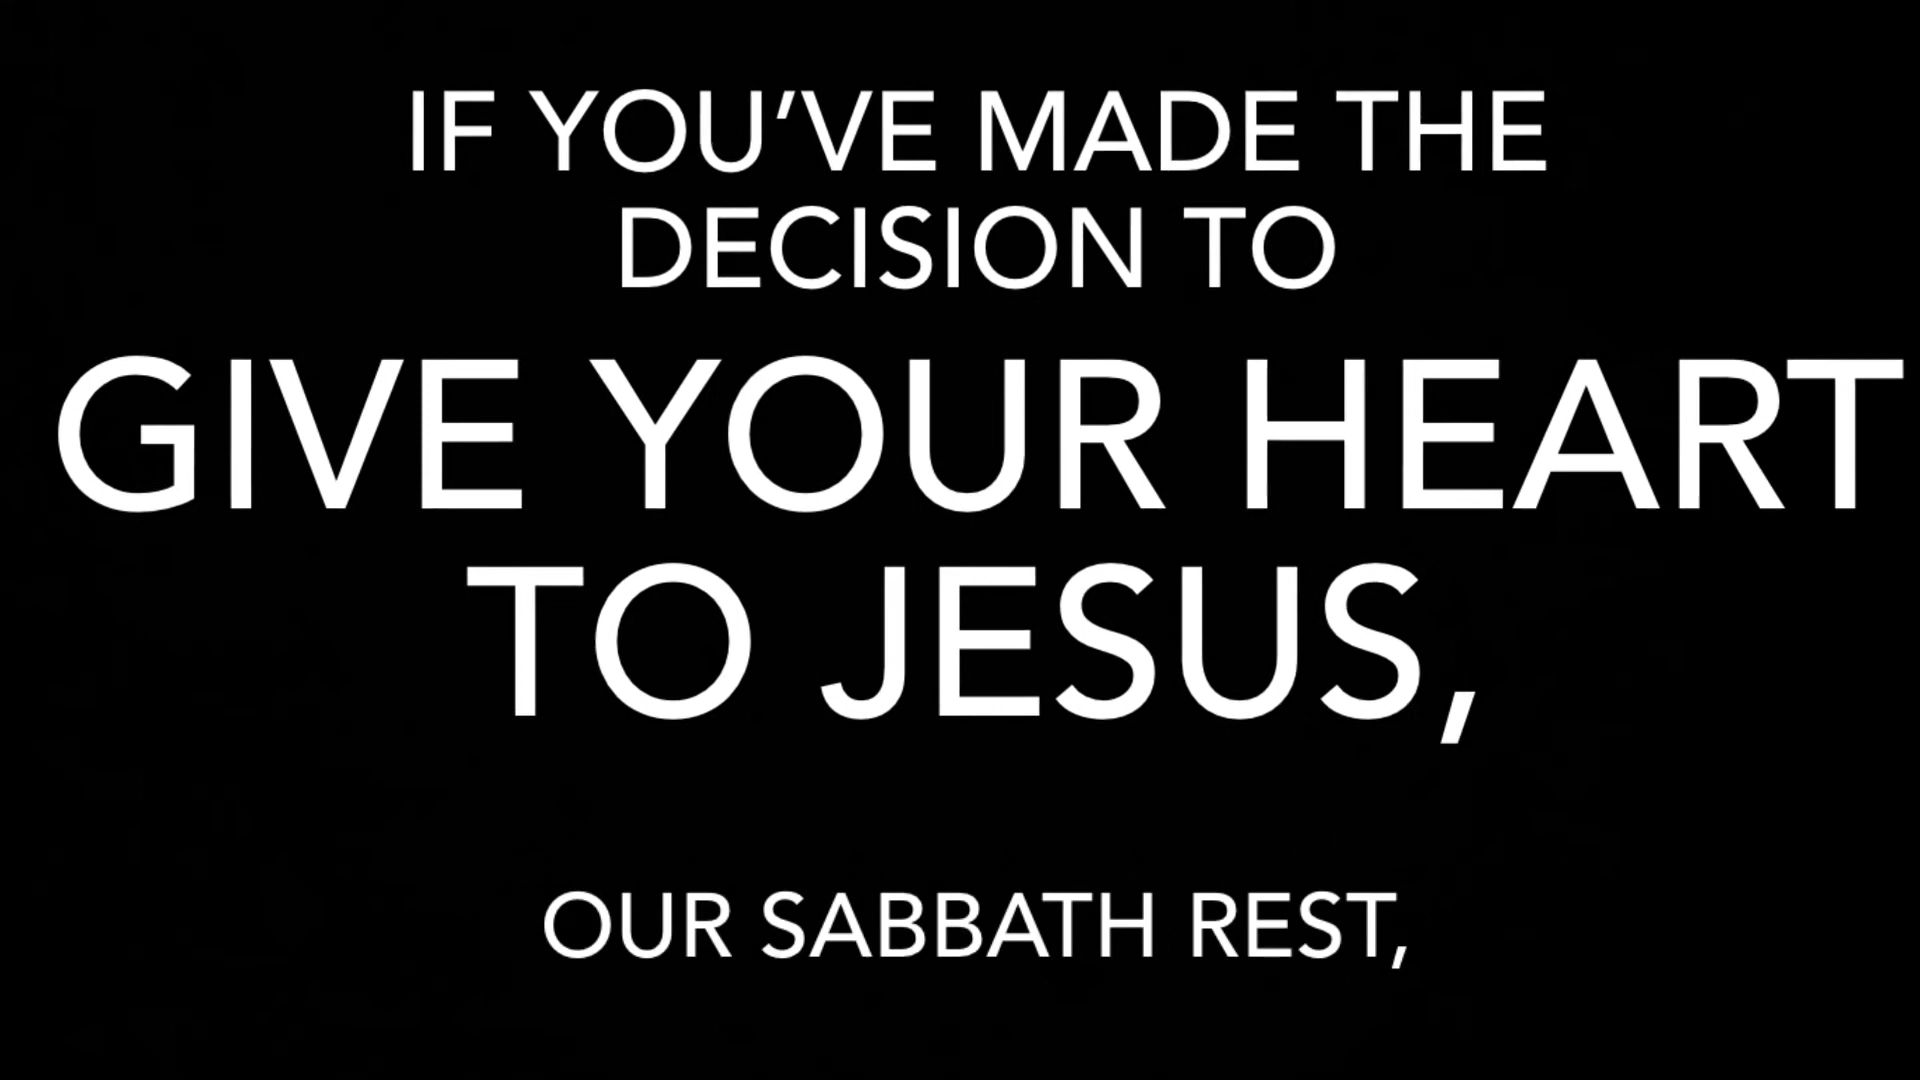 IF YOU’VE MADE THE
DECISION TO
GIVE YOUR HEART
TO JESUS,
OUR SABBATH REST,